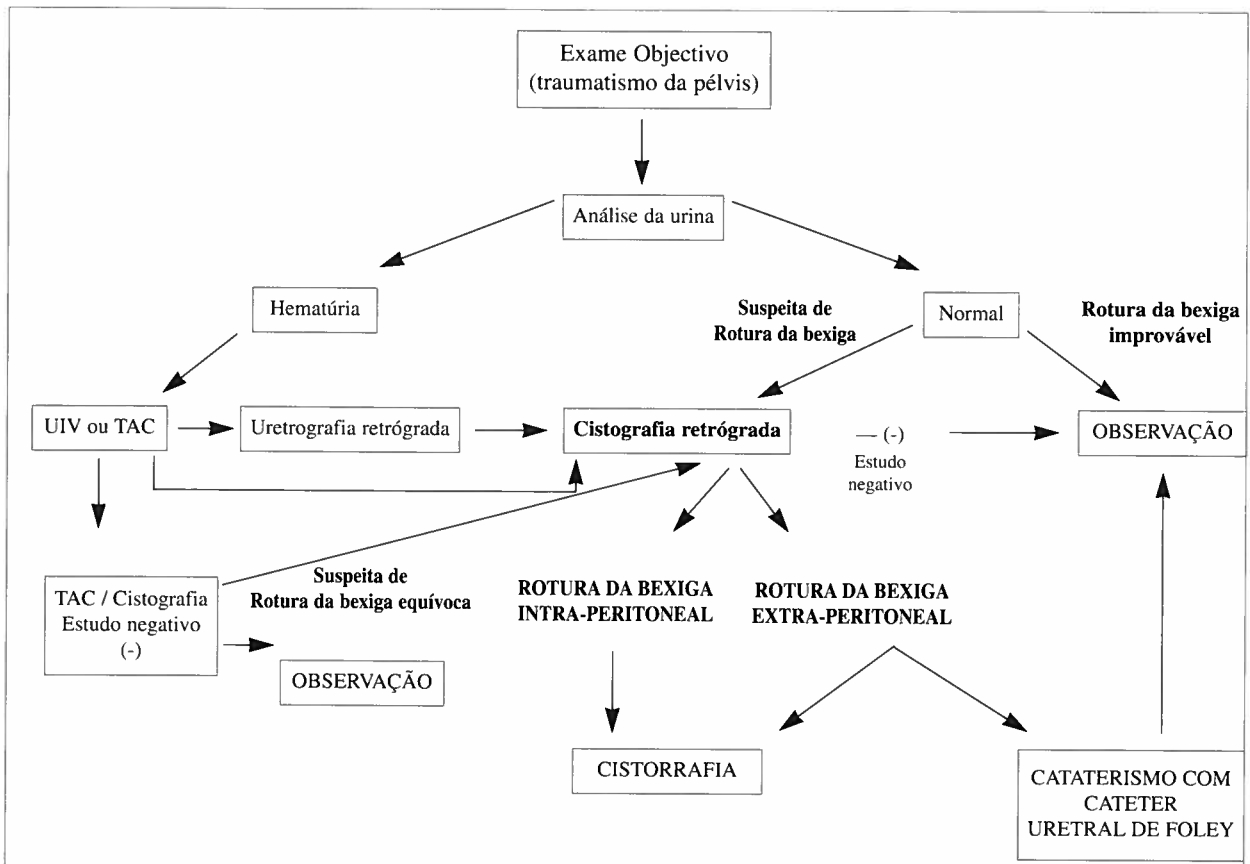 Exame Objectivo
(traumatismo da pélvis)
Análise da urina
Hematúria
Suspeita de
Rotura da bexiga
Normal
Rotura da bexiga
improvável
UIV ou TAC
Uretrografia retrógrada
Cistografia retrógrada
— (-)
Estudo
negativo
OBSERVAÇÃO
TAC / Cistografia
Estudo negativo
(-)
Suspeita de
Rotura da bexiga equívoca
OBSERVAÇÃO
ROTURA DA BEXIGA
INTRA-PERITONEAL
ROTURA DA BEXIGA
EXTRA-PERITONEAL
CISTORRAFIA
CATATERISMO COM
CATETER
URETRAL DE FOLEY